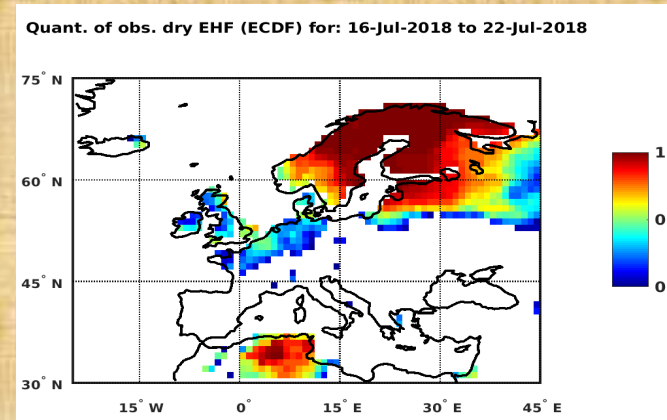 Quant. of obs. dry EHF (ECDF) for: 16-Jul-2018 to 22-Jul-2018
75° N
60° N
45° N
30° N
15° W
0°
15° E
30° E
45° E
1
0
0